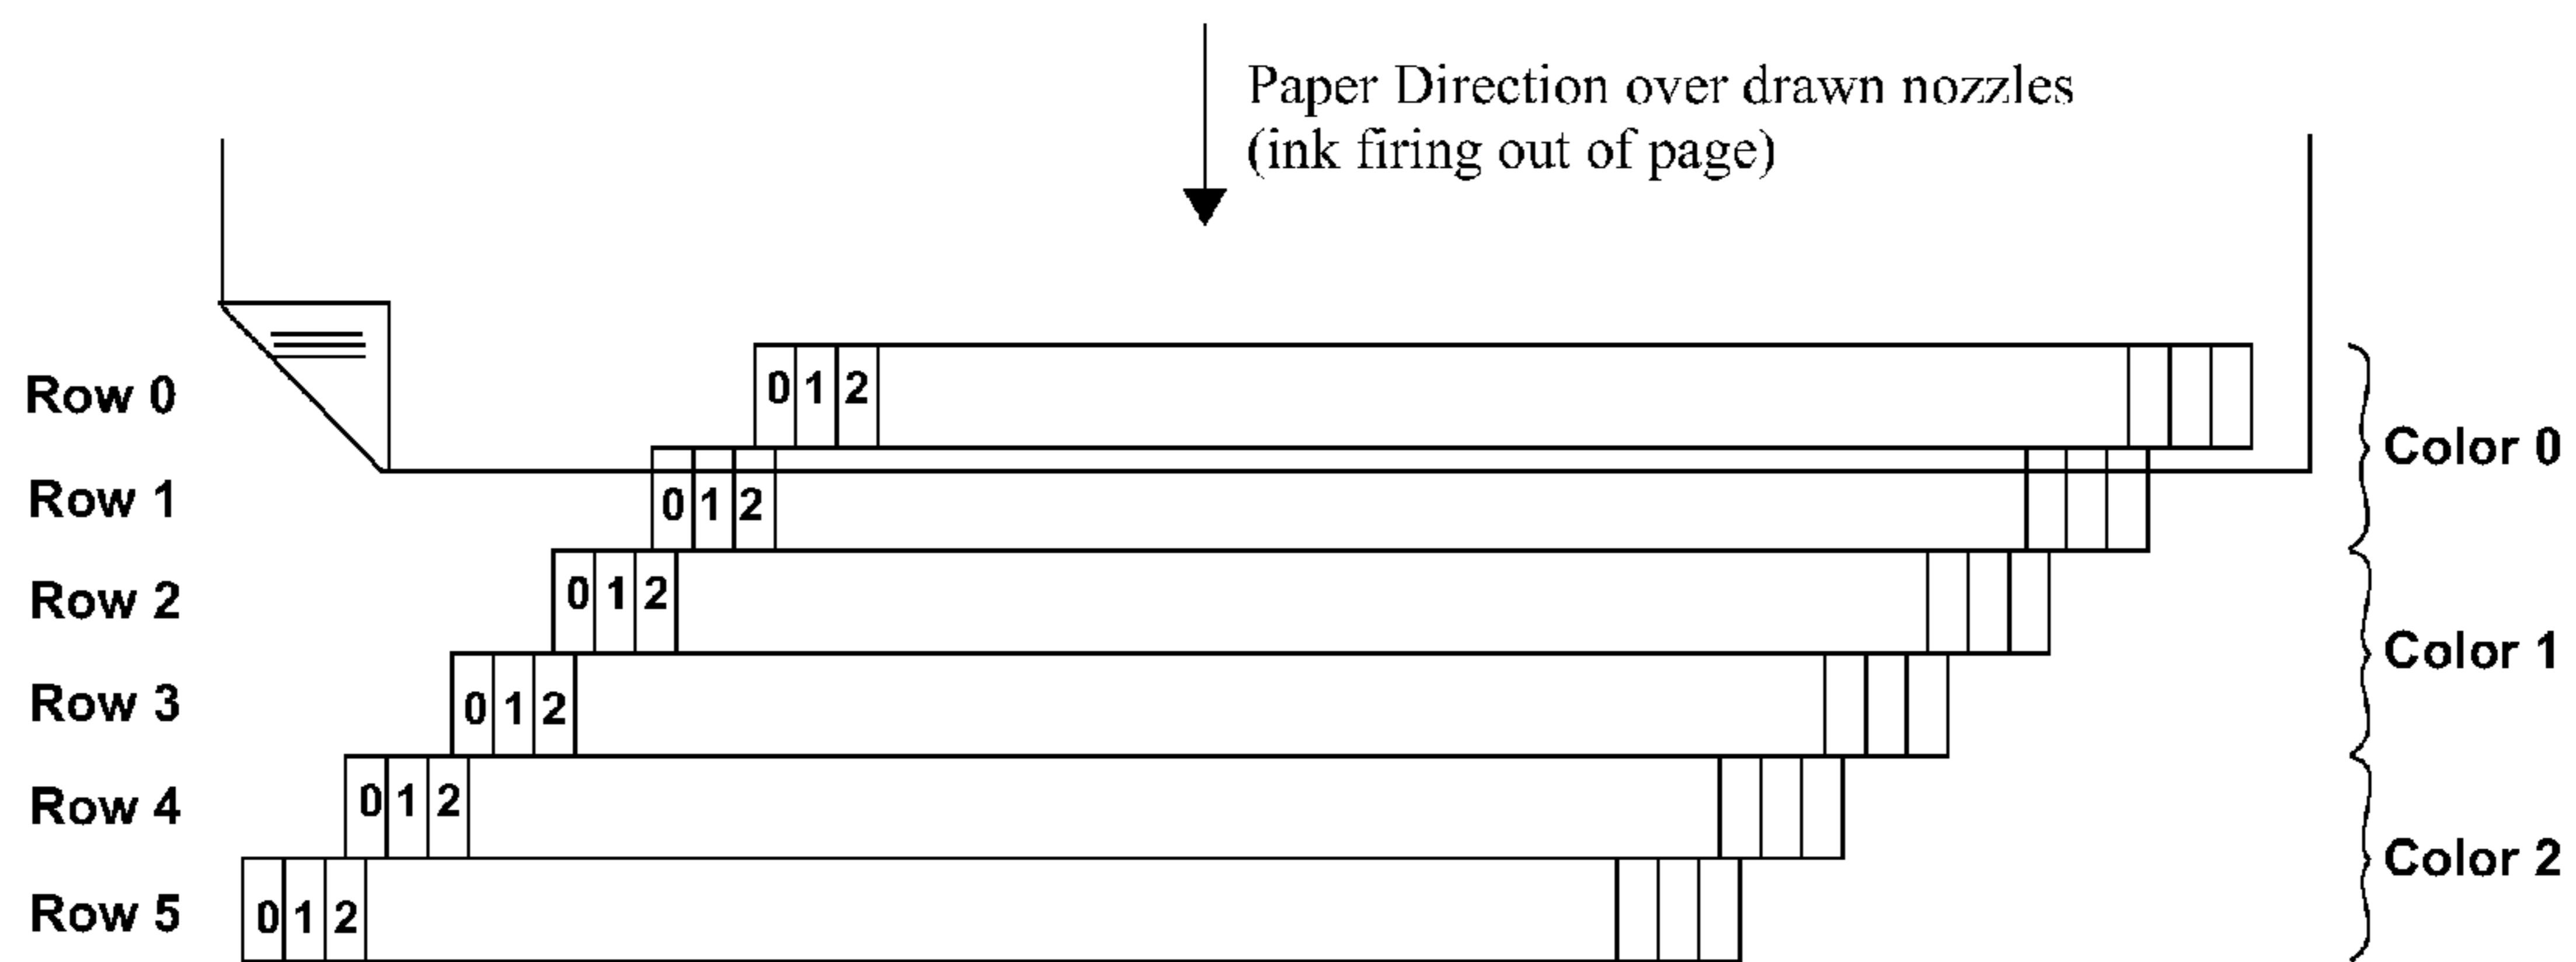 Paper Direction over drawn nozzles
(ink firing out of page)
Row 0
0 1 2
Color 0
Row 1
0 1 2
Row 2
0 1 2
Color 1
Row 3
0 1 2
Row 4
0 1 2
Color 2
Row 5
0 1 2